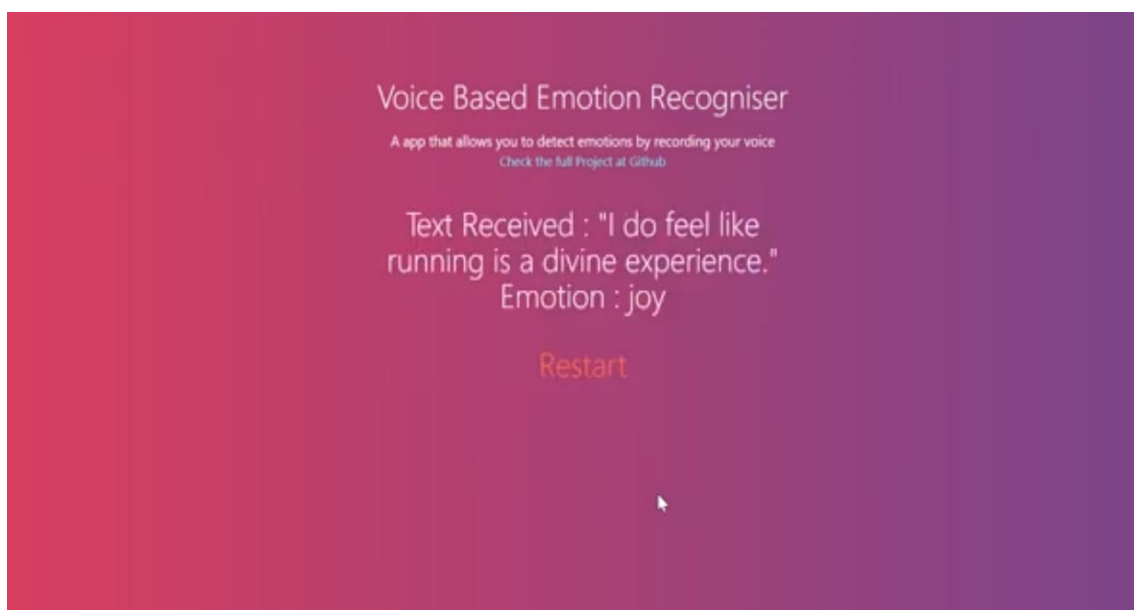 Voice Based Emotion Recogniser
A app that allows you to detect emotions by recording your voice
Check the full Project at Github
Text Received : "I do feel like
running is a divine experience."
Emotion : joy
Restart